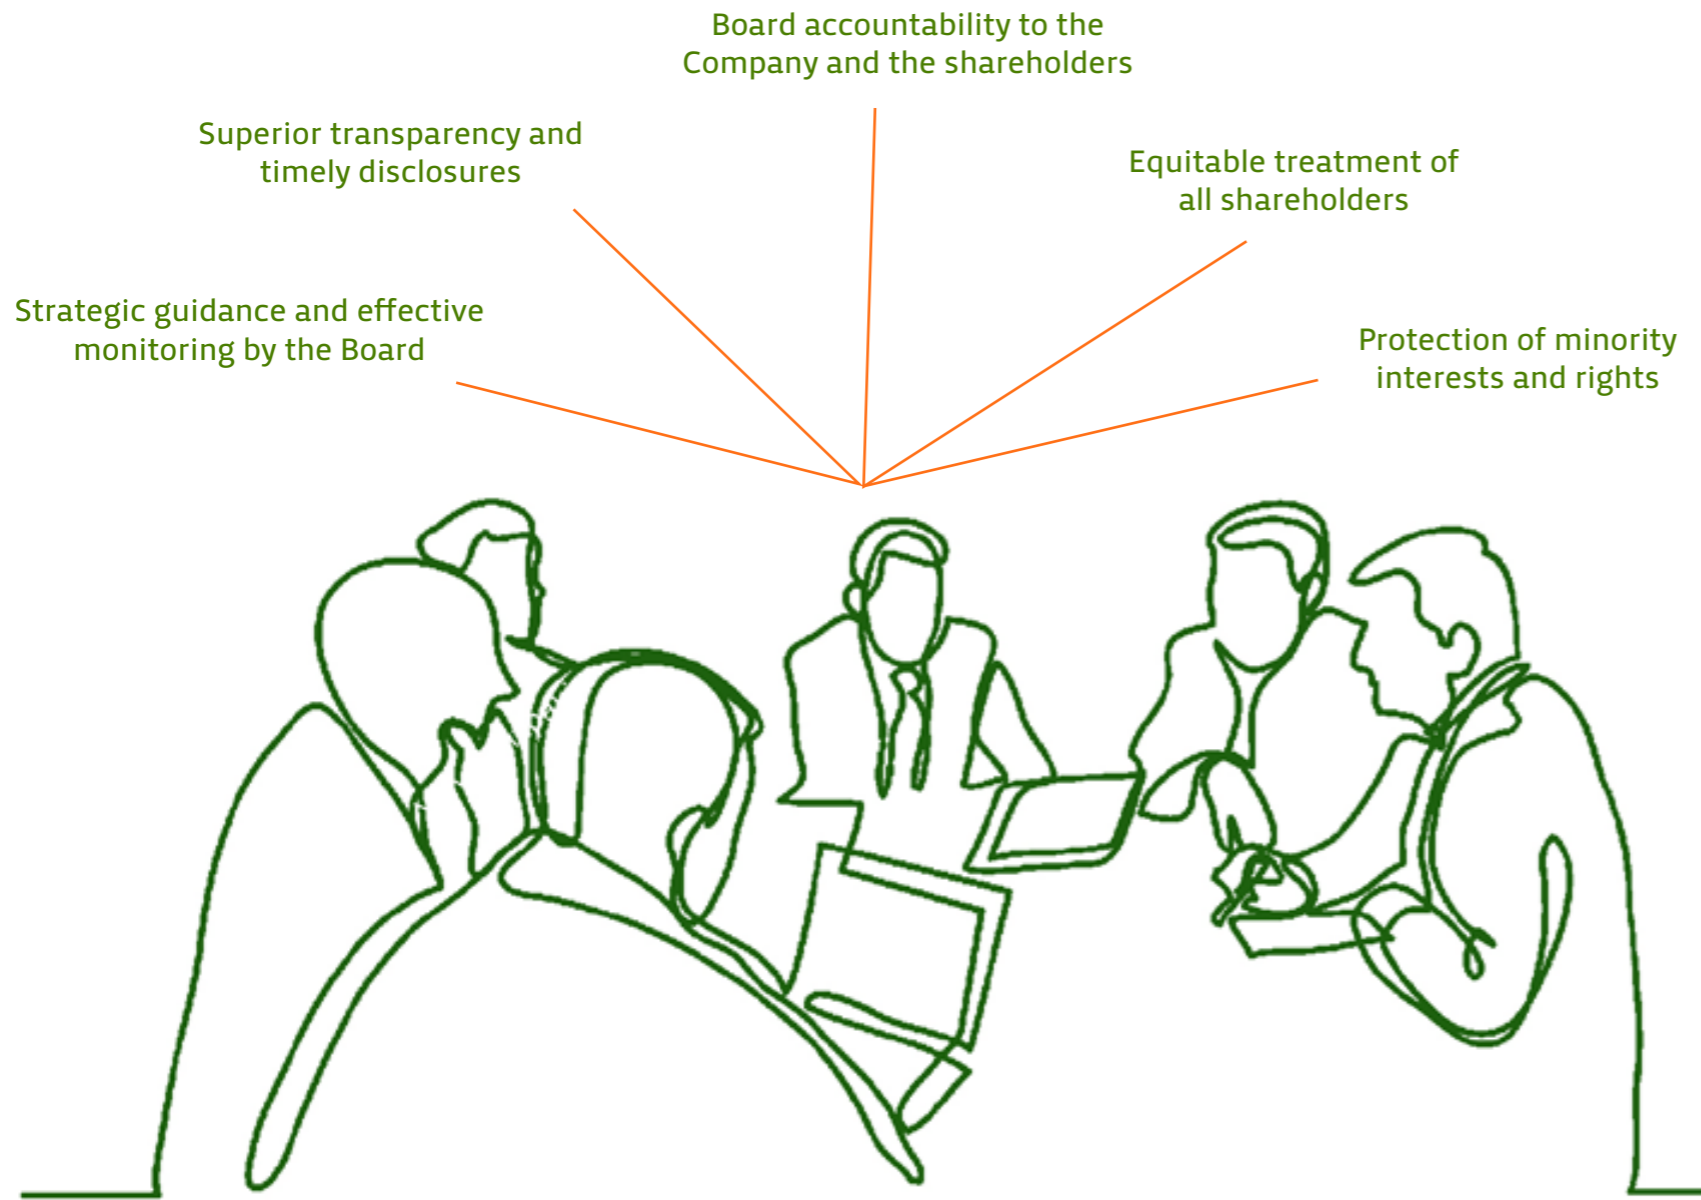 Board accountability to the
Company and the shareholders
Superior transparency and
timely disclosures
Equitable treatment of
all shareholders
Strategic guidance and effective
monitoring by the Board
Protection of minority
interests and rights